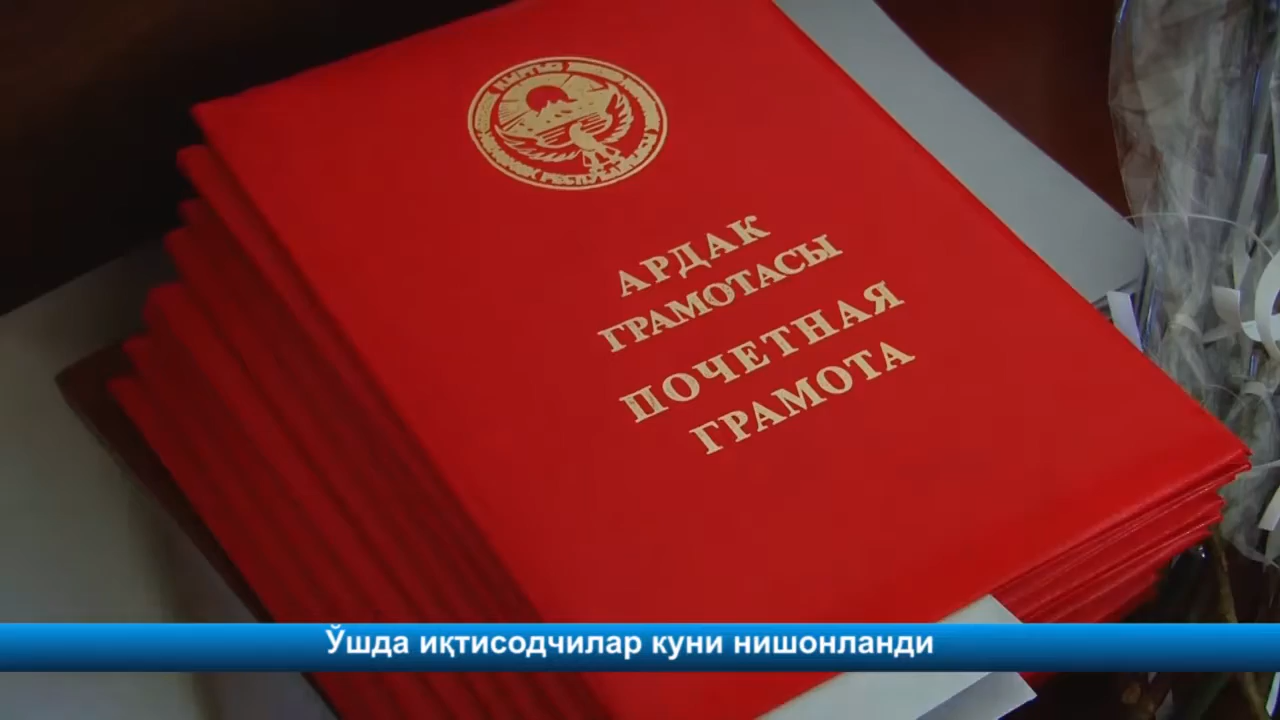 АРДАК
ГРАМОТАСЫ
ПОЧЕТНАЯ
ГРАМОТА
Ўшда иқтисодчилар куни нишонланди